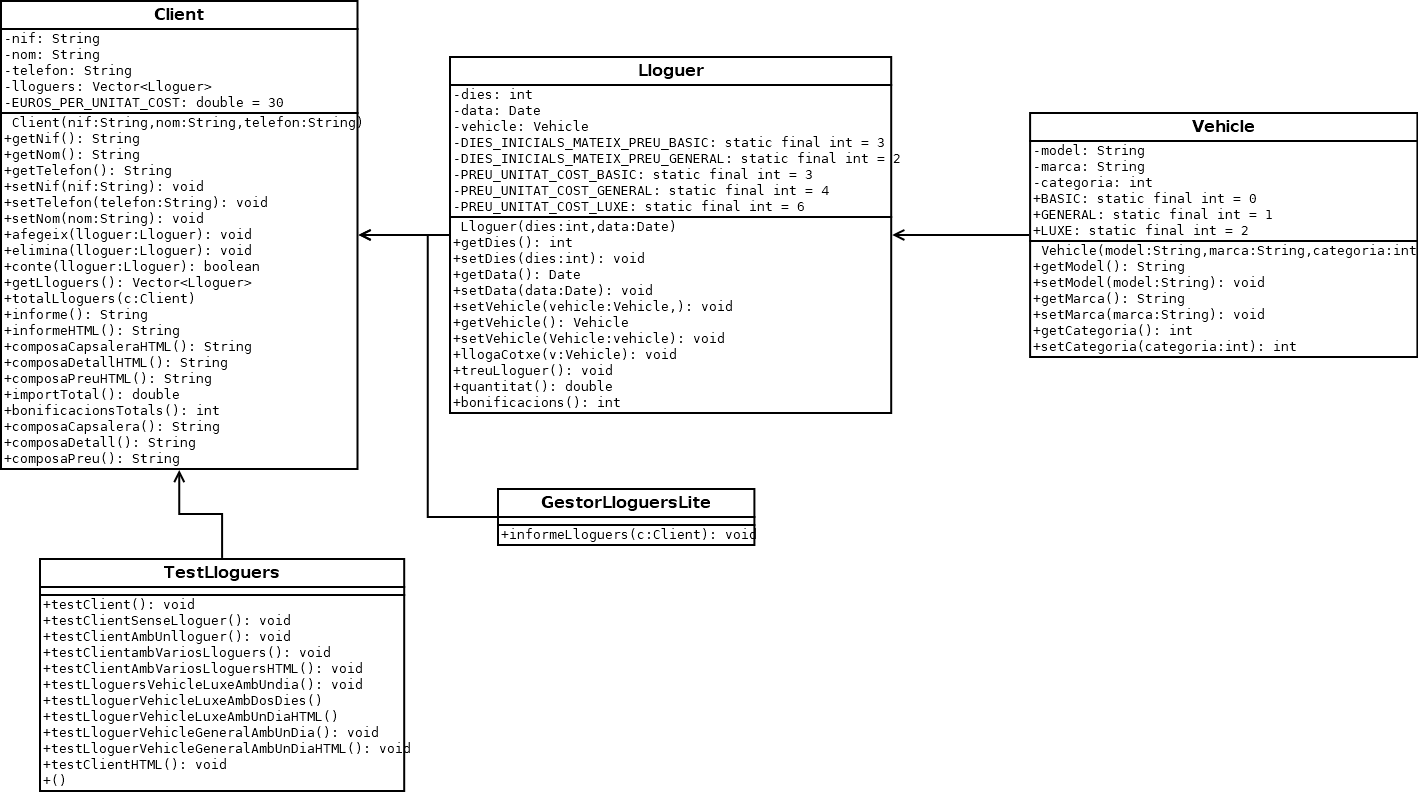 Client
-nif: String
-nom: String
-telefon: String
-lloguers: Vector<Lloguer>
-EUROS_PER_UNITAT_COST: double = 30
Client(nif:String,nom:String,telefon:String)
+getNif(): String
+getNom(): String
+getTelefon(): String
+setNif(nif:String): void
+setTelefon(telefon:String): void
+setNom(nom:String): void
+afegeix(lloguer:Lloguer): void
+elimina(lloguer:Lloguer): void
+conte(lloguer:Lloguer): boolean
+getLloguers(): Vector<Lloguer>
+totalLloguers(c:Client)
+informe(): String
+informeHTML(): String
+composaCapsaleraHTML(): String
+composaDetallHTML(): String
+composaPreuHTML(): String
+importTotal(): double
+bonificacionsTotals(): int
+composaCapsalera(): String
+composaDetall(): String
+composaPreu(): String
Lloguer
-dies: int
-data: Date
-vehicle: Vehicle
-DIES_INICIALS_MATEIX_PREU_BASIC: static final int = 3
-DIES_INICIALS_MATEIX_PREU_GENERAL: static final int = 2
-PREU_UNITAT_COST_BASIC: static final int = 3
-PREU_UNITAT_COST_GENERAL: static final int = 4
-PREU_UNITAT_COST_LUXE: static final int = 6
Lloguer(dies:int,data:Date)
+getDies(): int
+setDies(dies:int): void
+getData(): Date
+setData(data:Date): void
+setVehicle(vehicle:Vehicle,): void
+getVehicle(): Vehicle
+setVehicle(Vehicle:vehicle): void
+llogaCotxe(v:Vehicle): void
+treuLloguer(): void
+quantitat(): double
+bonificacions(): int
Vehicle
-model: String
-marca: String
-categoria: int
+BASIC: static final int = 0
+GENERAL: static final int = 1
+LUXE: static final int = 2
Vehicle(model:String,marca:String,categoria:int
+getModel(): String
+setModel(model:String): void
+getMarca(): String
+setMarca(marca:String): void
+getCategoria(): int
+setCategoria(categoria:int): int
GestorLloguersLite
+informeLloguers(c:Client): void
TestLloguers
+testClient(): void
+testClientSenseLloguer(): void
+testClientAmbUnlloguer(): void
+testClientambVariosLloguers(): void
+testClientAmbVariosLloguersHTML(): void
+testLloguersVehicleLuxeAmbUndia(): void
+testLloguerVehicleLuxeAmbDosDies()
+testLloguerVehicleLuxeAmbUnDiaHTML()
+testLloguerVehicleGeneralAmbUnDia(): void
+testLloguerVehicleGeneralAmbUnDiaHTML(): void
+testClientHTML(): void
+()